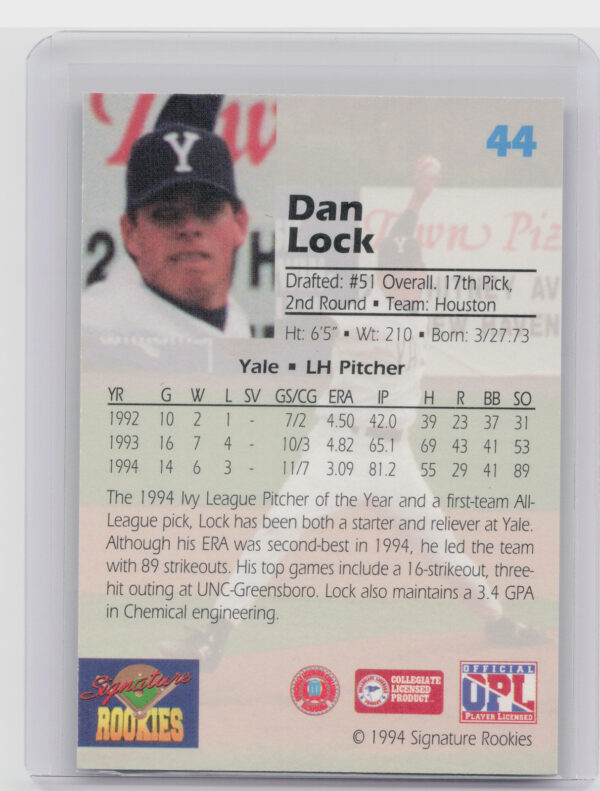 Y
44
Dan
Lock
Drafted: #51 Overall. 17th Pick,
2nd Round ▪ Team: Houston
Ht: 6'5" ▪ Wt: 210 ▪ Born: 3/27.73
Yale ▪ LH Pitcher
YR G W L SV GS/CG ERA IP H R BB SO
1992 10 2 1 - 7/2 4.50 42.0 39 23 37 31
1993 16 7 4 - 10/3 4.82 65.1 69 43 41 53
1994 14 6 3 - 11/7 3.09 81.2 55 29 41 89
The 1994 Ivy League Pitcher of the Year and a first-team All-
League pick, Lock has been both a starter and reliever at Yale.
Although his ERA was second-best in 1994, he led the team
with 89 strikeouts. His top games include a 16-strikeout, three-
hit outing at UNC-Greensboro. Lock also maintains a 3.4 GPA
in Chemical engineering.
Signature
ROOKIES
COLLEGIATE
LICENSED
PRODUCT™
OFFICIAL
OPL
PLAYER LICENSED
© 1994 Signature Rookies